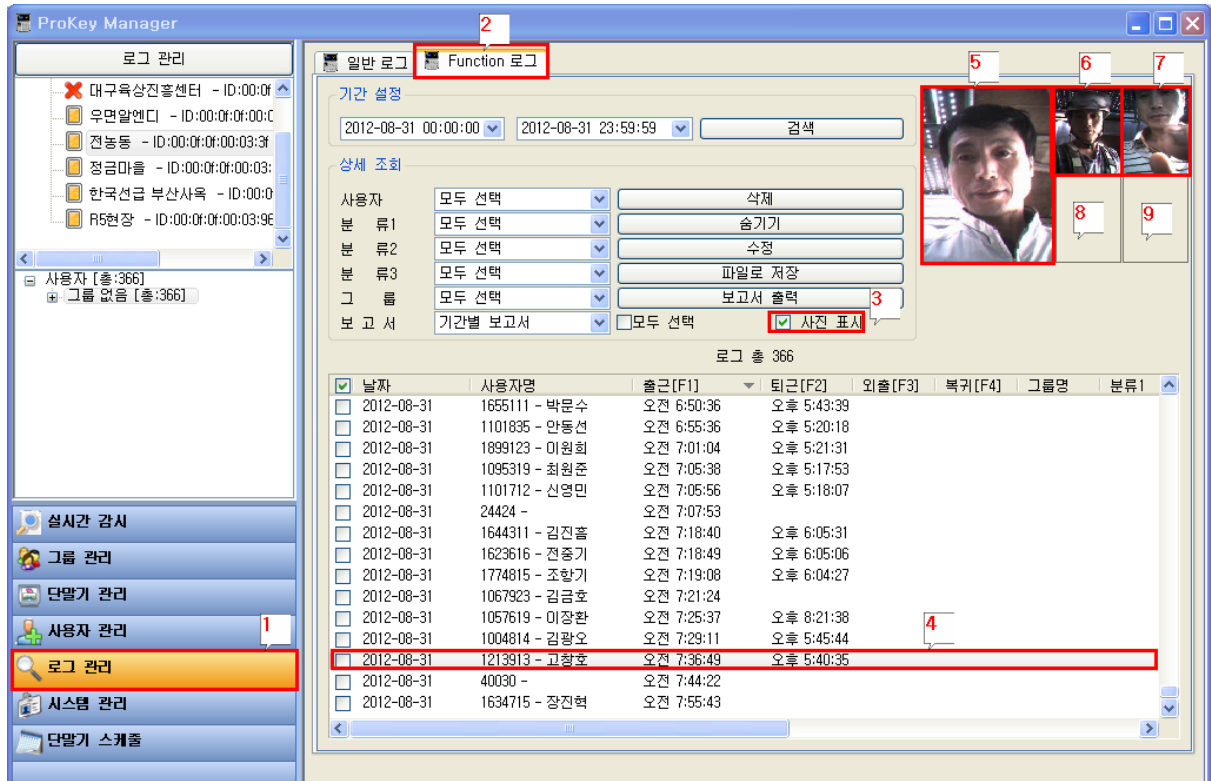 ProKey Manager
로그 관리
대구육상진흥센터 - ID:00:0f
우면알엔디 - ID:00:0f:0f:00:0
전농동 - ID:00:0f:0f:00:03:3f
정금마을 - ID:00:0f:0f:00:03:
한국선급 부산사옥 - ID:00:0
R5현장 - ID:00:0f:0f:00:03:9E
사용자 [총:366]
그룹 없음 [총:366]
실시간 감시
그룹 관리
단말기 관리
사용자 관리
1
로그 관리
시스템 관리
단말기 스케줄
2
일반 로그
Function 로그
기간 설정
2012-08-31 00:00:00
2012-08-31 23:59:59
검색
상세 조회
사용자 모두 선택 삭제
분 류1 모두 선택 숨기기
분 류2 모두 선택 수정
분 류3 모두 선택 파일로 저장
그 룹 모두 선택 보고서 출력
3
보 고 서 기간별 보고서 모두 선택 사진 표시
5
6
7
8
9
로그 총 366
날짜 사용자명 출근[F1] 퇴근[F2] 외출[F3] 복귀[F4] 그룹명 분류1
2012-08-31 1655111 - 박문수 오전 6:50:36 오후 5:43:39
2012-08-31 1101835 - 안동선 오전 6:55:36 오후 5:20:18
2012-08-31 1899123 - 이원희 오전 7:01:04 오후 5:21:31
2012-08-31 1095319 - 최원준 오전 7:05:38 오후 5:17:53
2012-08-31 1101712 - 신영민 오전 7:05:56 오후 5:18:07
2012-08-31 24424 - 오전 7:07:53
2012-08-31 1644311 - 김진홈 오전 7:18:40 오후 6:05:31
2012-08-31 1623616 - 전중기 오전 7:18:49 오후 6:05:06
2012-08-31 1774815 - 조항기 오전 7:19:08 오후 6:04:27
2012-08-31 1067923 - 김금호 오전 7:21:24
2012-08-31 1057619 - 이장환 오전 7:25:37 오후 8:21:38
2012-08-31 1004814 - 김광오 오전 7:29:11 오후 5:45:44
4
2012-08-31 1213913 - 고창호 오전 7:36:49 오후 5:40:35
2012-08-31 40030 - 오전 7:44:22
2012-08-31 1634715 - 장진혁 오전 7:55:43